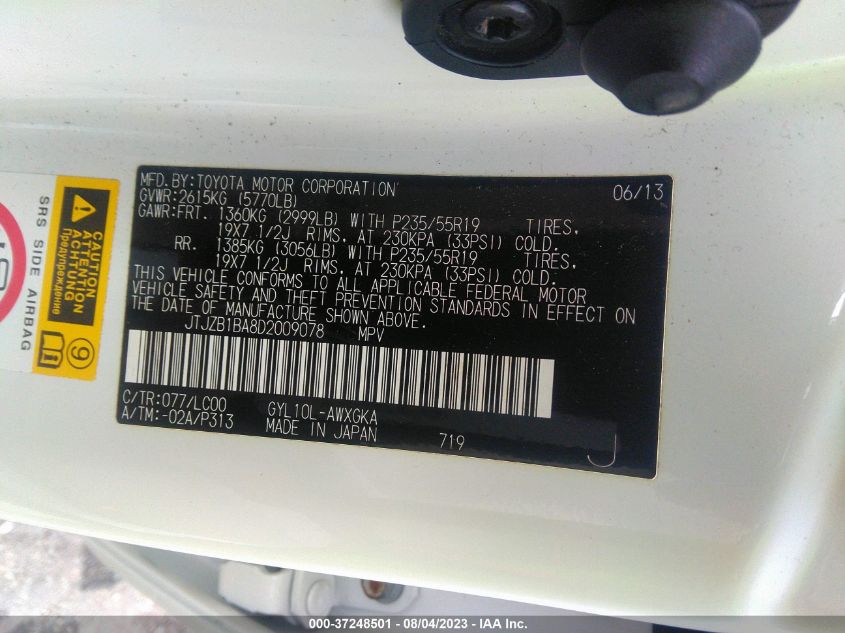 MFD.BY:TOYOTA MOTOR CORPORATION 06/13
GVWR:2615KG (5770LB)
GAWR:FRT. 1360KG (2999LB) WITH P235/55R19 TIRES,
19X7 1/2J RIMS, AT 230KPA (33PSI) COLD.
RR. 1385KG (3056LB) WITH P235/55R19 TIRES,
19X7 1/2J RIMS, AT 230KPA (33PSI) COLD.
THIS VEHICLE CONFORMS TO ALL APPLICABLE FEDERAL MOTOR
VEHICLE SAFETY AND THEFT PREVENTION STANDARDS IN EFFECT ON
THE DATE OF MANUFACTURE SHOWN ABOVE.
JTJZB1BA8D2009078 MPV
C/TR:077/LC00 GYL10L-AWXGKA
A/TM:-02A/P313 MADE IN JAPAN 719
J
SRS SIDE AIRBAG
CAUTION
ATTENTION
ACHTUNG
Предупреждение
9
000-37248501 - 08/04/2023 - IAA Inc.